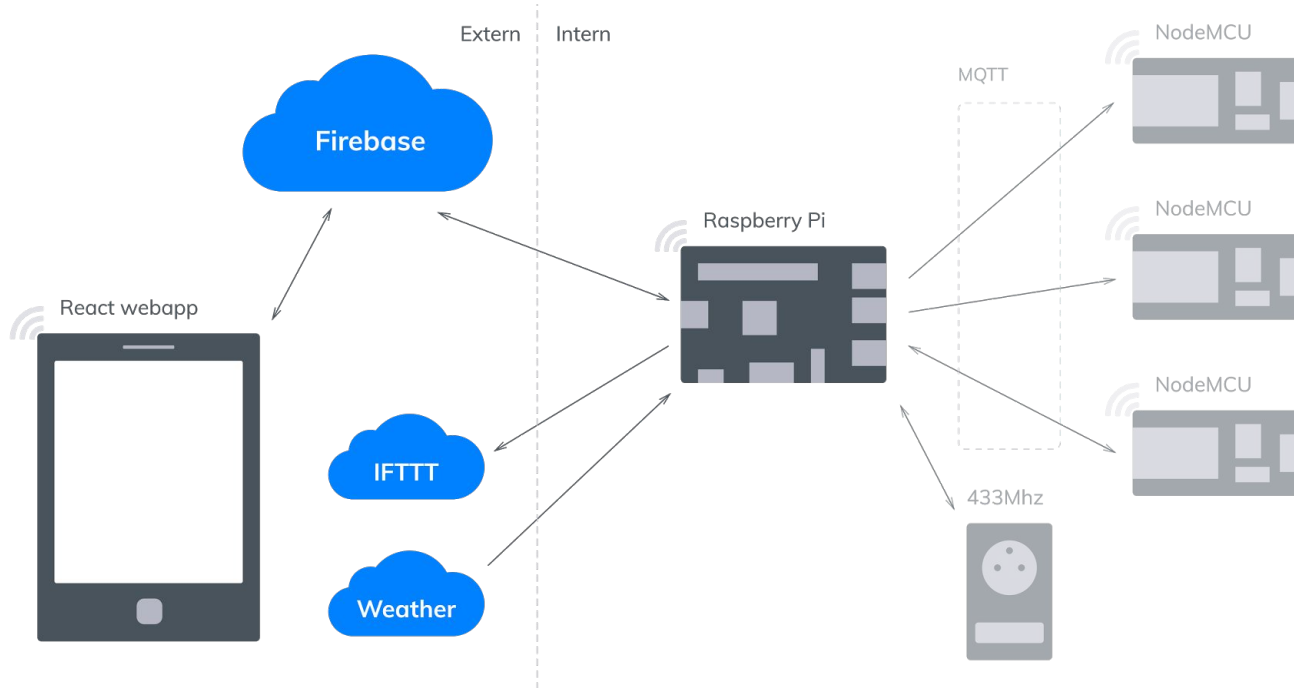 Extern
Intern
NodeMCU
MQTT
Firebase
NodeMCU
Raspberry Pi
React webapp
NodeMCU
IFTTT
433Mhz
Weather